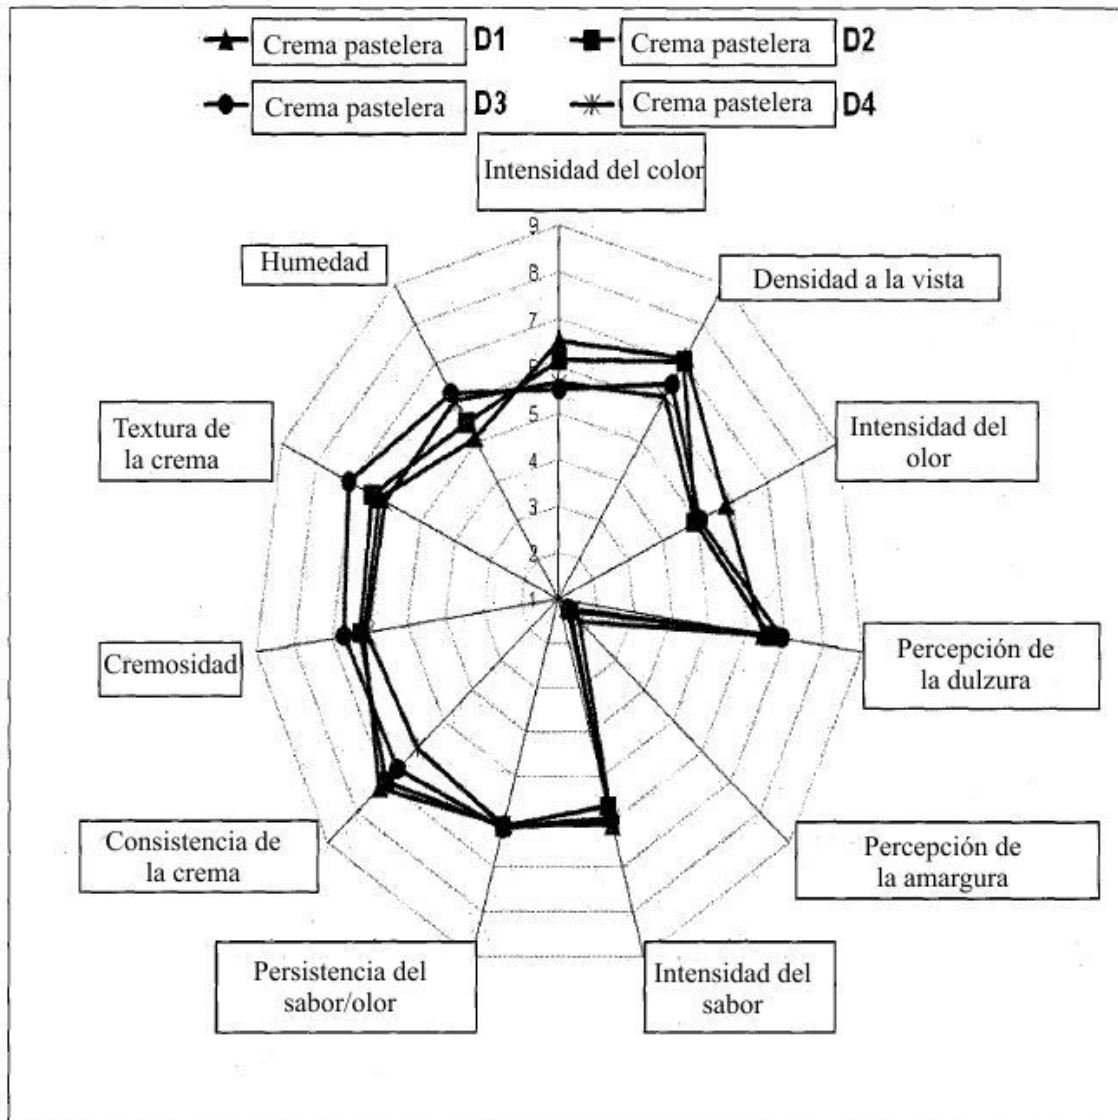 Crema pastelera D1
Crema pastelera D2
Crema pastelera D3
Crema pastelera D4
Intensidad del color
Humedad
Densidad a la vista
Textura de
la crema
Intensidad del
olor
Cremosidad
Percepción de
la dulzura
Consistencia de
la crema
Percepción de
la amargura
Persistencia del
sabor/olor
Intensidad del
sabor
9
8
7
6
5
4
3
2
1